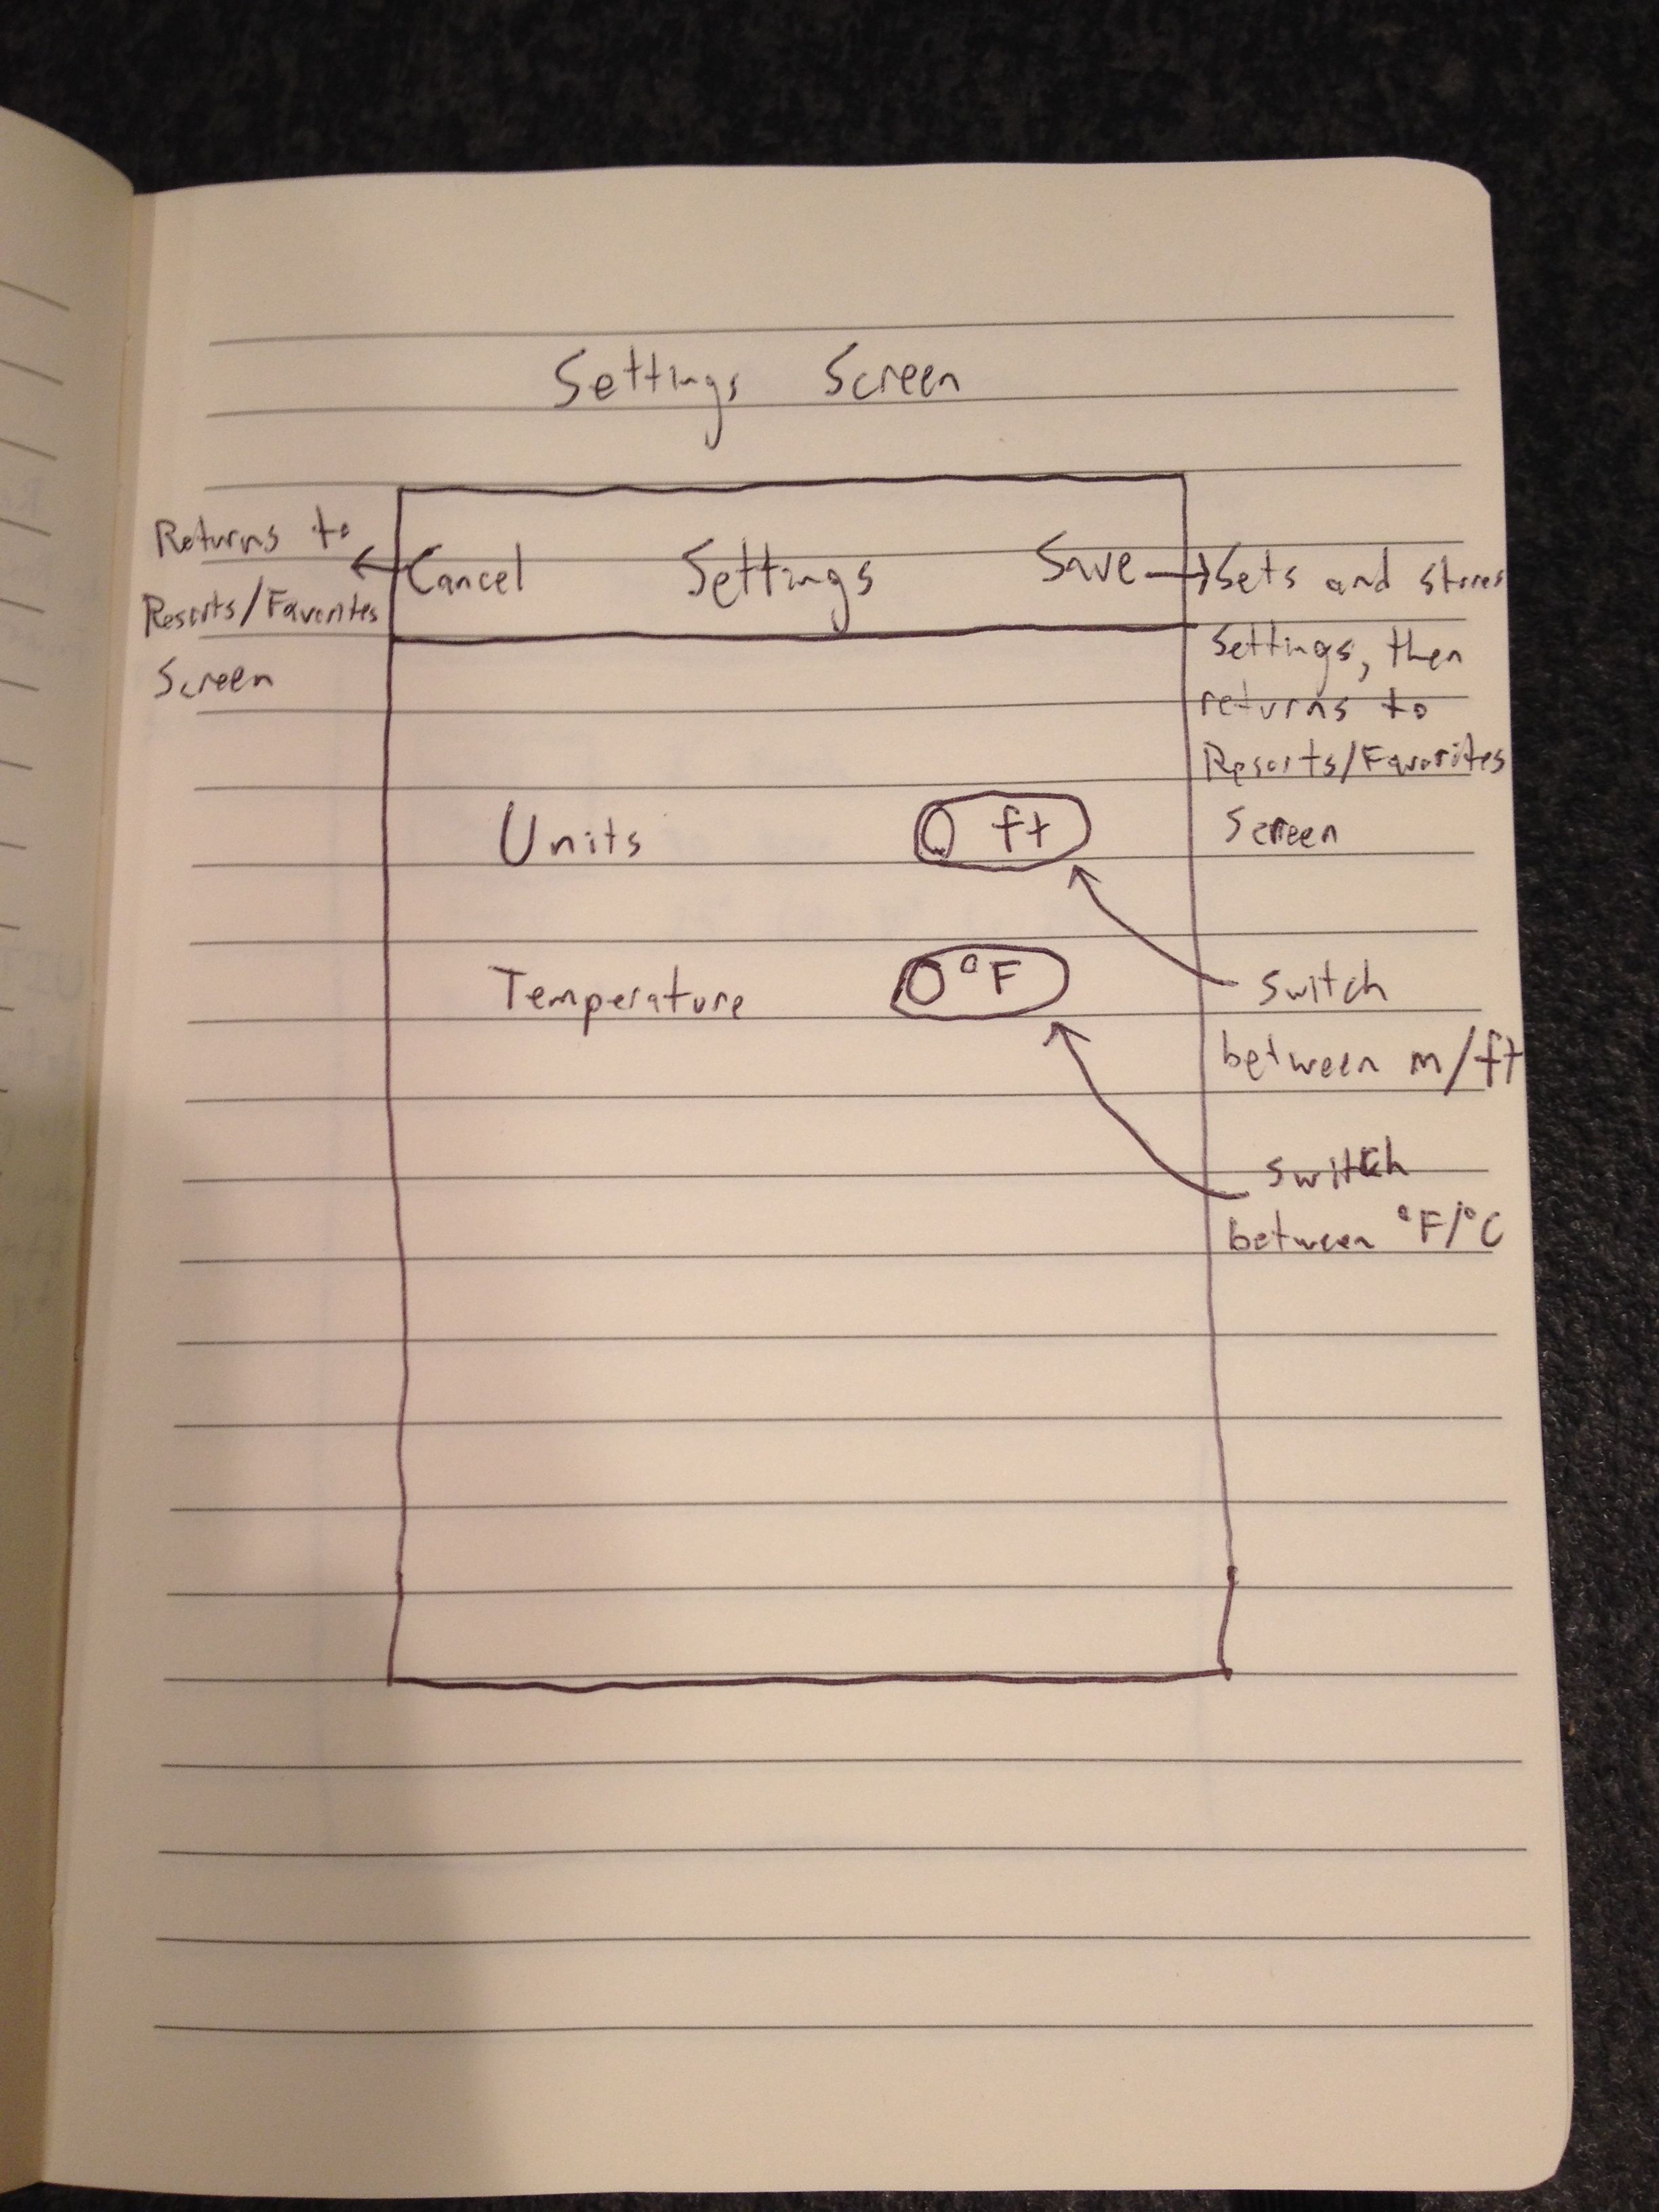 Settings Screen
Returns to
Resorts/Favorites
Screen
Cancel Settings Save
Sets and stores
Settings, then
returns to
Resorts/Favorites
Screen
Units ft
Temperature °F
switch
between m/ft
switch
between °F/°C